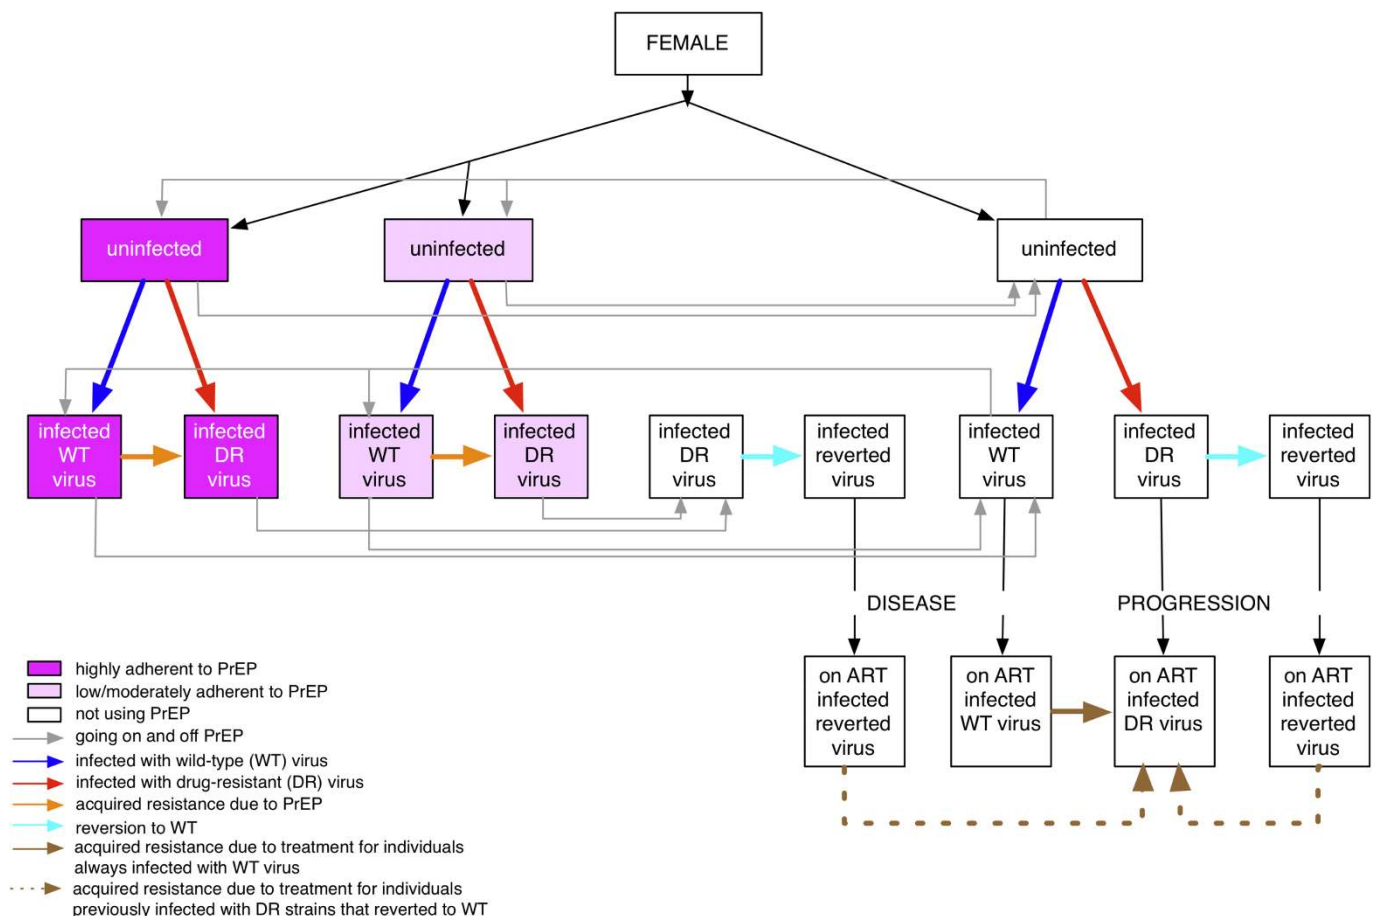 FEMALE
uninfected
uninfected
uninfected
infected
WT
virus
infected
DR
virus
infected
WT
virus
infected
DR
virus
infected
DR
virus
infected
reverted
virus
infected
WT
virus
infected
DR
virus
infected
reverted
virus
DISEASE
PROGRESSION
on ART
infected
reverted
virus
on ART
infected
WT virus
on ART
infected
DR virus
on ART
infected
reverted
virus
highly adherent to PrEP
low/moderately adherent to PrEP
not using PrEP
going on and off PrEP
infected with wild-type (WT) virus
infected with drug-resistant (DR) virus
acquired resistance due to PrEP
reversion to WT
acquired resistance due to treatment for individuals
always infected with WT virus
acquired resistance due to treatment for individuals
previously infected with DR strains that reverted to WT